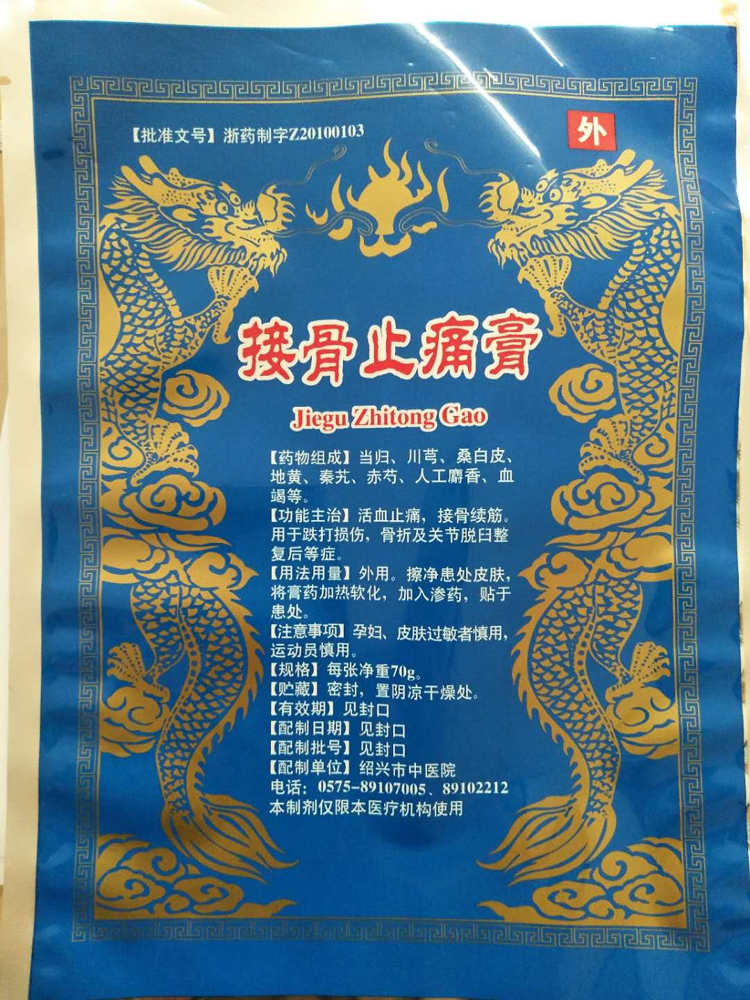 【批准文号】浙药制字Z20100103
外
接骨止痛膏
Jiegu Zhitong Gao
【药物组成】当归、川芎、桑白皮、
地黄、秦艽、赤芍、人工麝香、血
竭等。
【功能主治】活血止痛，接骨续筋。
用于跌打损伤，骨折及关节脱臼整
复后等症。
【用法用量】外用。擦净患处皮肤，
将膏药加热软化，加入渗药，贴于
患处。
【注意事项】孕妇、皮肤过敏者慎用，
运动员慎用。
【规格】每张净重70g。
【贮藏】密封，置阴凉干燥处。
【有效期】见封口
【配制日期】见封口
【配制批号】见封口
【配制单位】绍兴市中医院
电话：0575-89107005、89102212
本制剂仅限本医疗机构使用